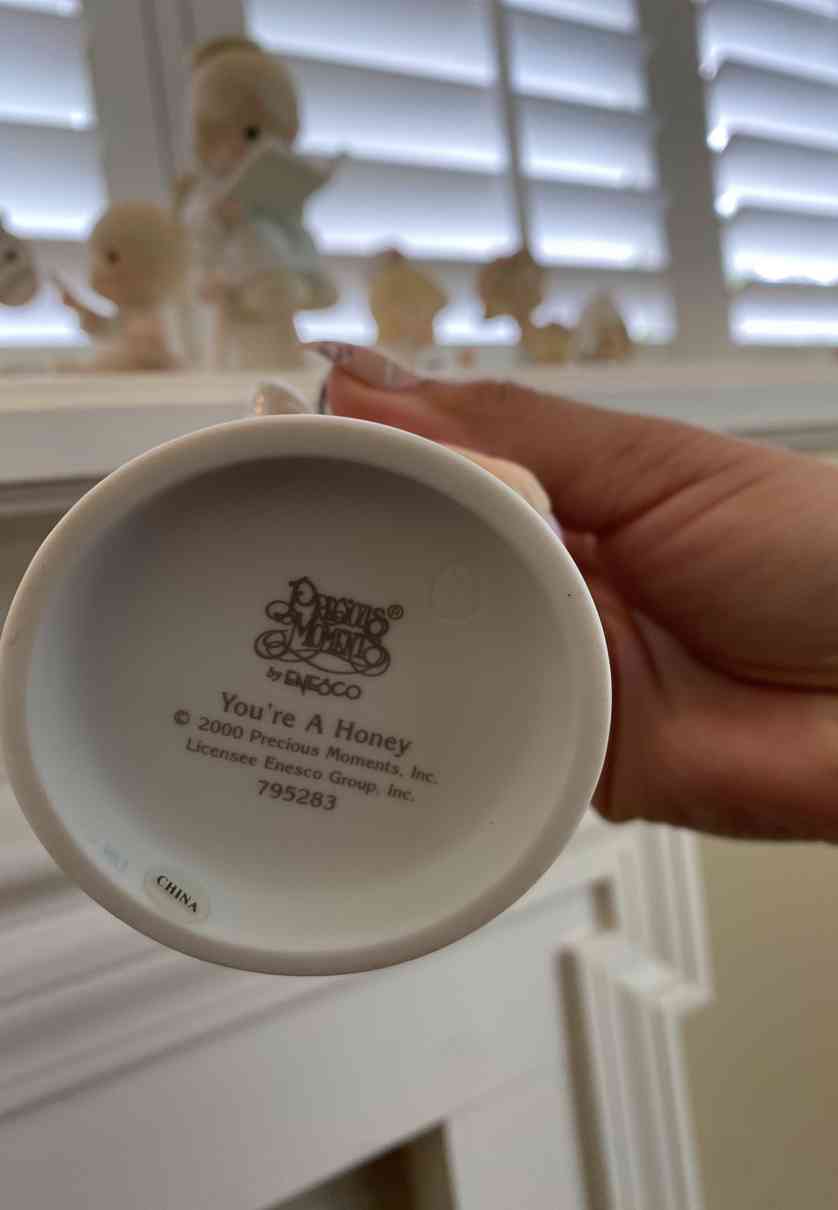 PRECIOUS
MOMENTS®
by ENESCO
You're A Honey
© 2000 Precious Moments, Inc.
Licensee Enesco Group, Inc.
795283
CHINA